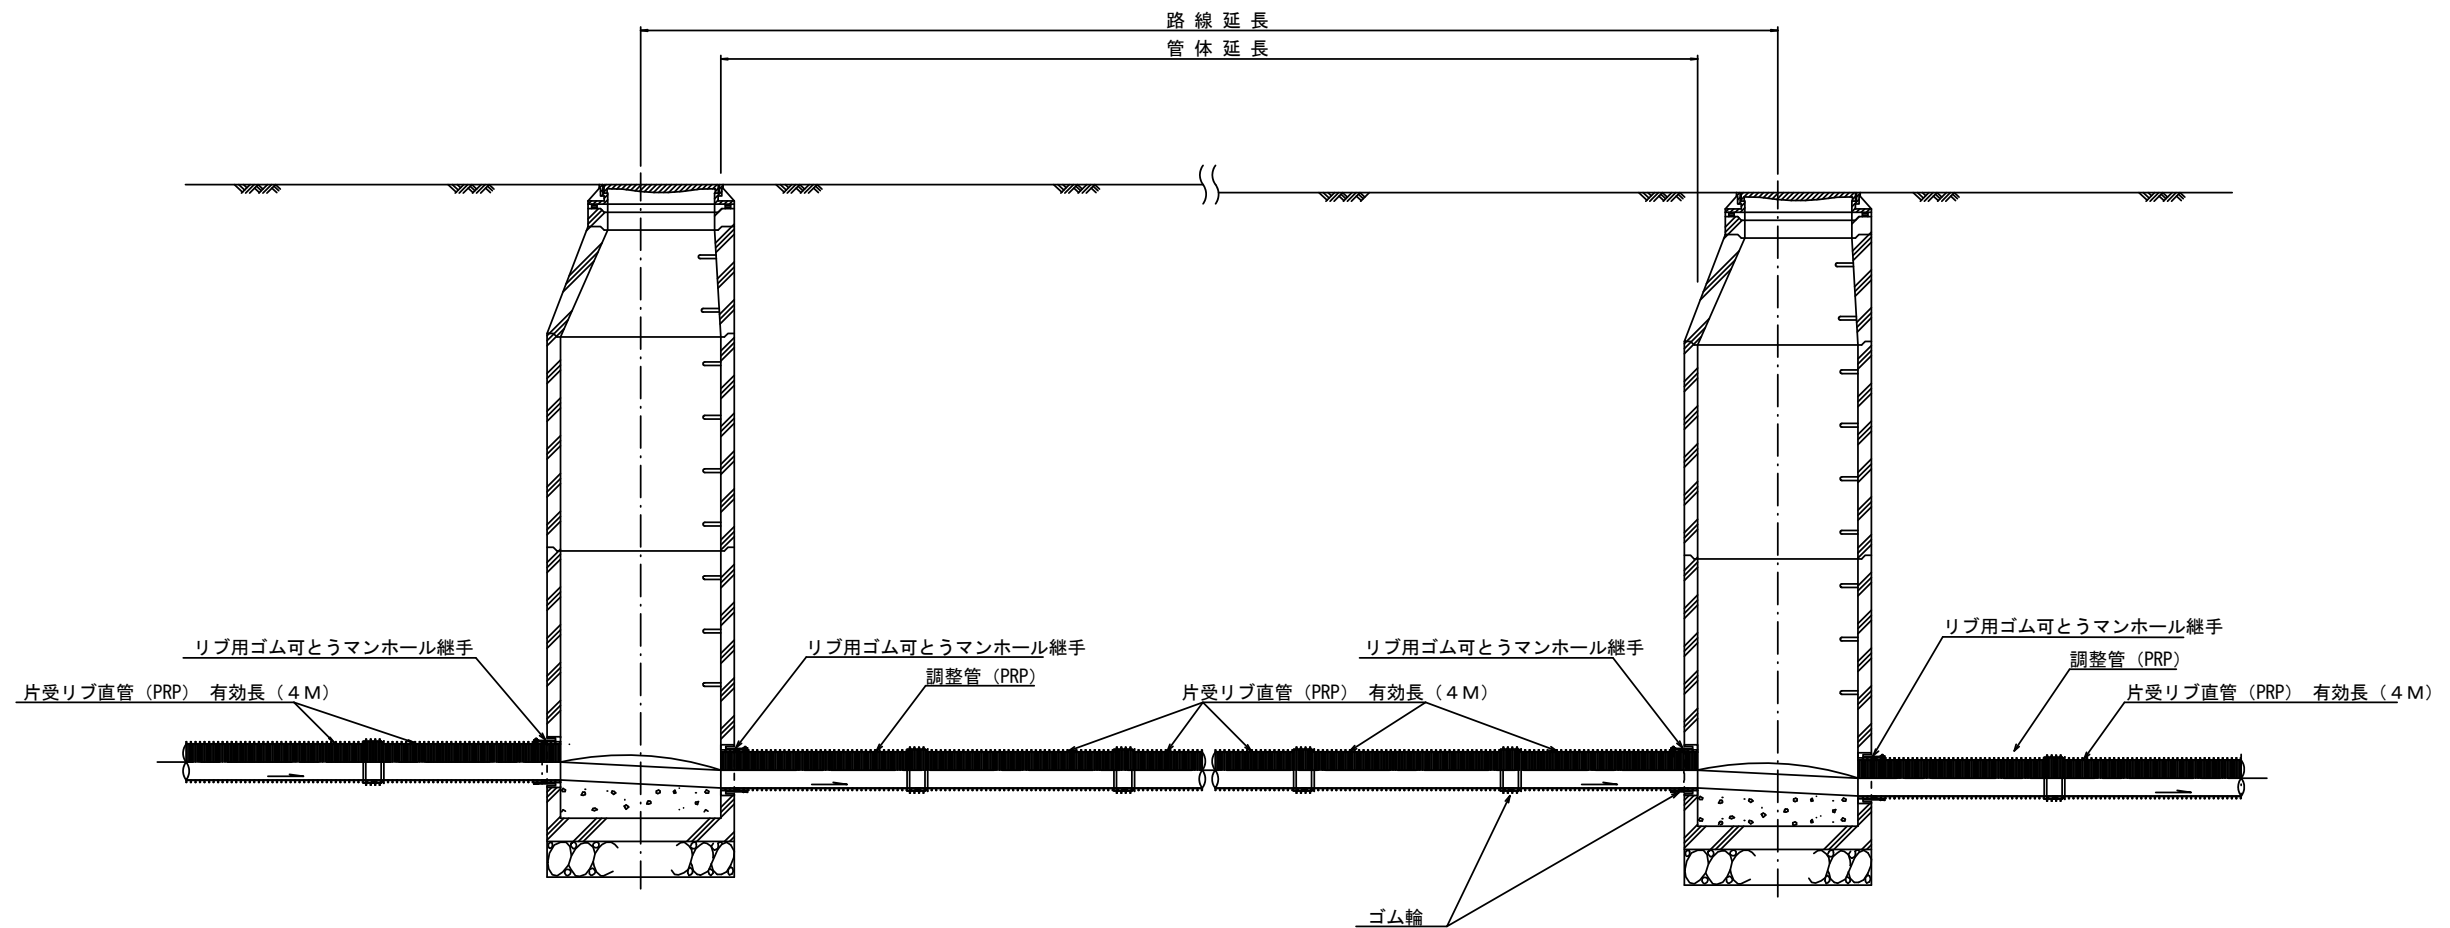 路 線 延 長
管 体 延 長
リブ用ゴム可とうマンホール継手
リブ用ゴム可とうマンホール継手
リブ用ゴム可とうマンホール継手
リブ用ゴム可とうマンホール継手
調整管（PRP）
調整管（PRP）
片受リブ直管（PRP）　有効長（４Ｍ）
片受リブ直管（PRP）　有効長（４Ｍ）
片受リブ直管（PRP）　有効長（４Ｍ）
ゴム輪